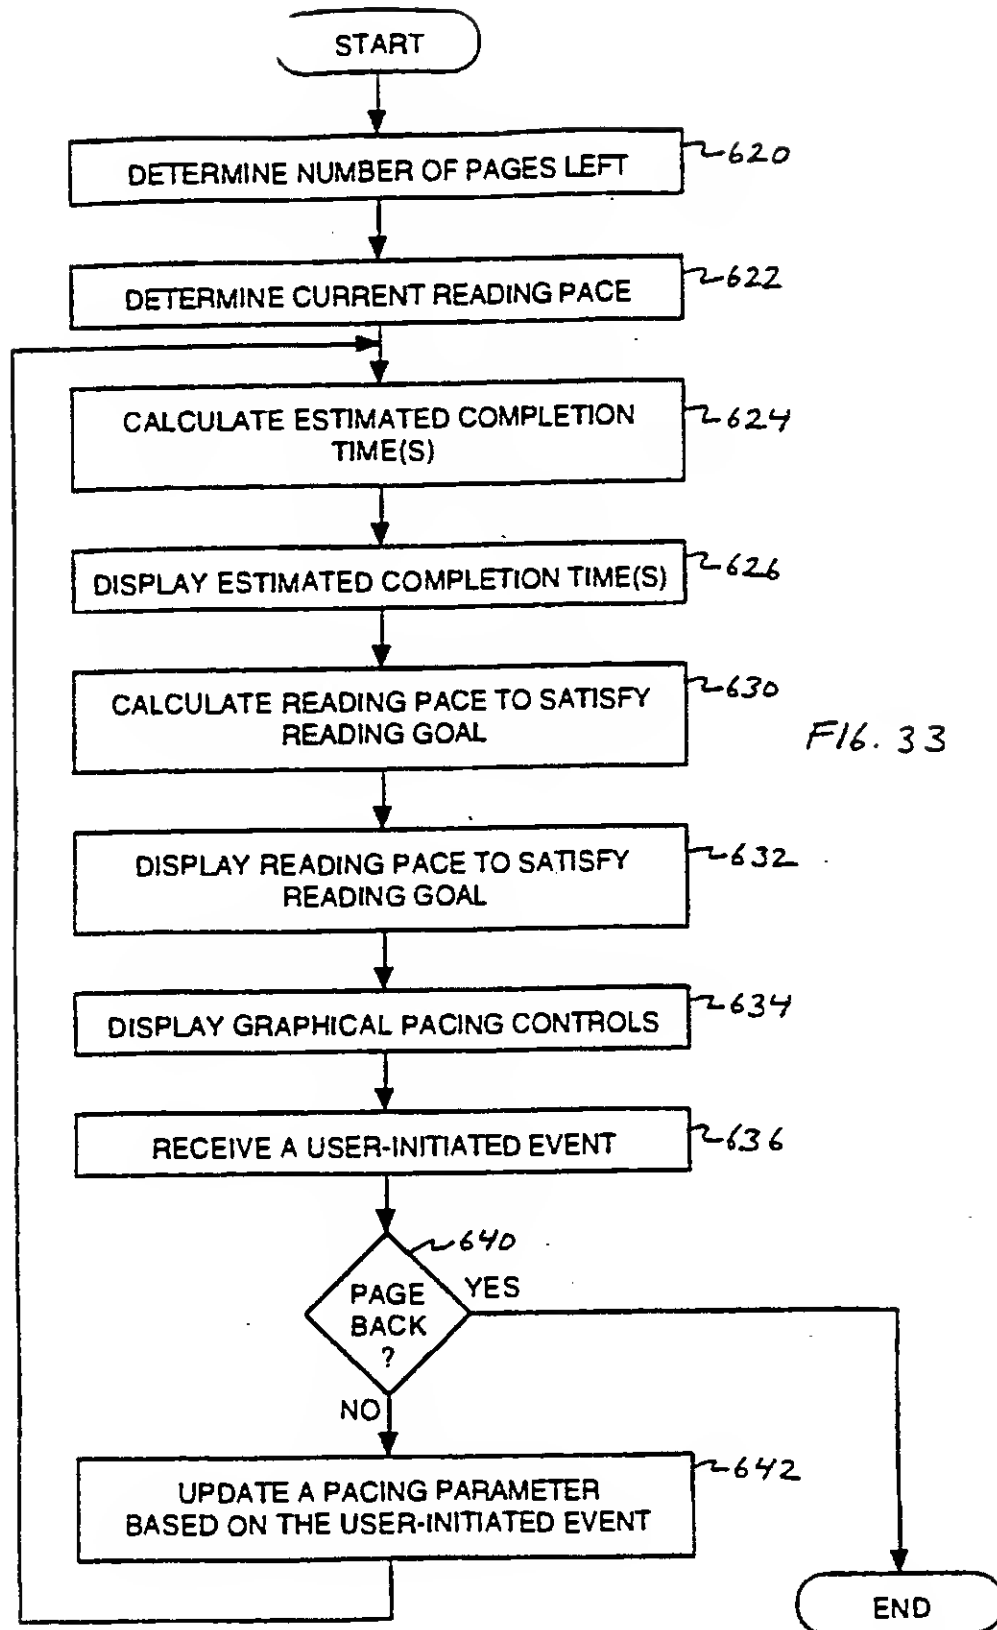 START
DETERMINE NUMBER OF PAGES LEFT
620
DETERMINE CURRENT READING PACE
622
CALCULATE ESTIMATED COMPLETION
TIME(S)
624
DISPLAY ESTIMATED COMPLETION TIME(S)
626
CALCULATE READING PACE TO SATISFY
READING GOAL
630
FIG. 33
DISPLAY READING PACE TO SATISFY
READING GOAL
632
DISPLAY GRAPHICAL PACING CONTROLS
634
RECEIVE A USER-INITIATED EVENT
636
640
PAGE
BACK
?
YES
NO
UPDATE A PACING PARAMETER
BASED ON THE USER-INITIATED EVENT
642
END